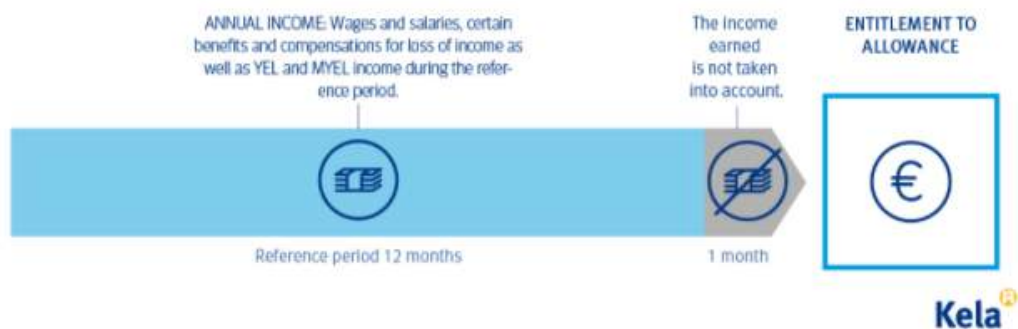 ANNUAL INCOME: Wages and salaries, certain
benefits and compensations for loss of income as
well as YEL and MYEL income during the refer-
ence period.
The income
earned
is not taken
into account.
ENTITLEMENT TO
ALLOWANCE
€
Reference period 12 months
1 month
Kela